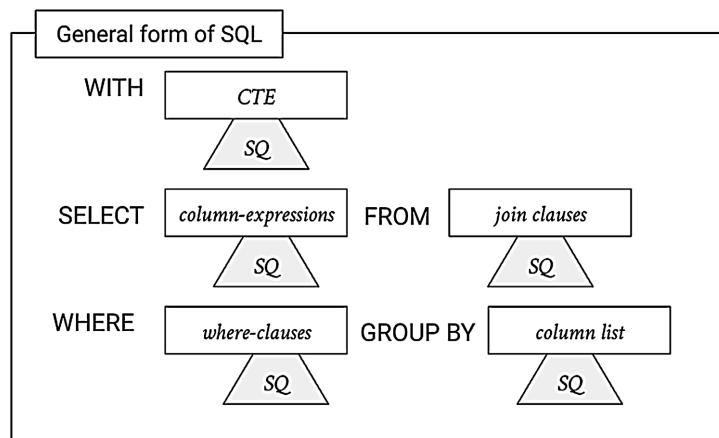 General form of SQL
WITH CTE
SQ
SELECT column-expressions FROM join clauses
SQ SQ
WHERE where-clauses GROUP BY column list
SQ SQ